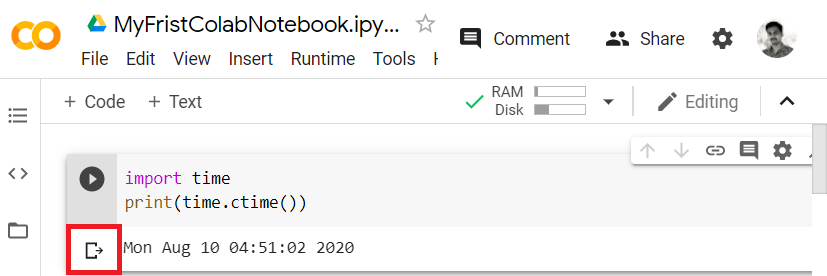 MyFristColabNotebook.ipy...
Comment
Share
File Edit View Insert Runtime Tools
+ Code + Text
RAM
Disk
Editing
import time
print(time.ctime())
Mon Aug 10 04:51:02 2020